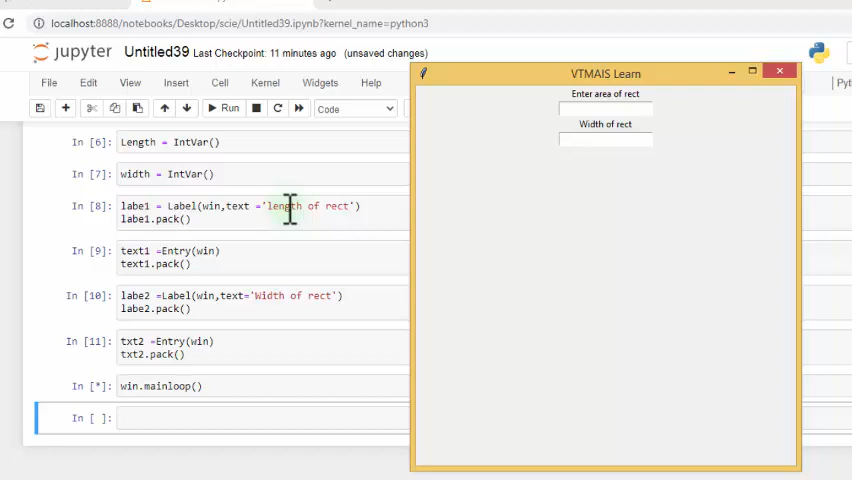 localhost:8888/notebooks/Desktop/scie/Untitled39.ipynb?kernel_name=python3
jupyter Untitled39 Last Checkpoint: 11 minutes ago (unsaved changes)
File Edit View Insert Cell Kernel Widgets Help
Run Code
In [6]: Length = IntVar()
In [7]: width = IntVar()
In [8]: labe1 = Label(win,text ='length of rect')
labe1.pack()
In [9]: text1 =Entry(win)
text1.pack()
In [10]: labe2 =Label(win,text='Width of rect')
labe2.pack()
In [11]: txt2 =Entry(win)
txt2.pack()
In [*]: win.mainloop()
In [ ]:
VTMAIS Learn
Enter area of rect
Width of rect